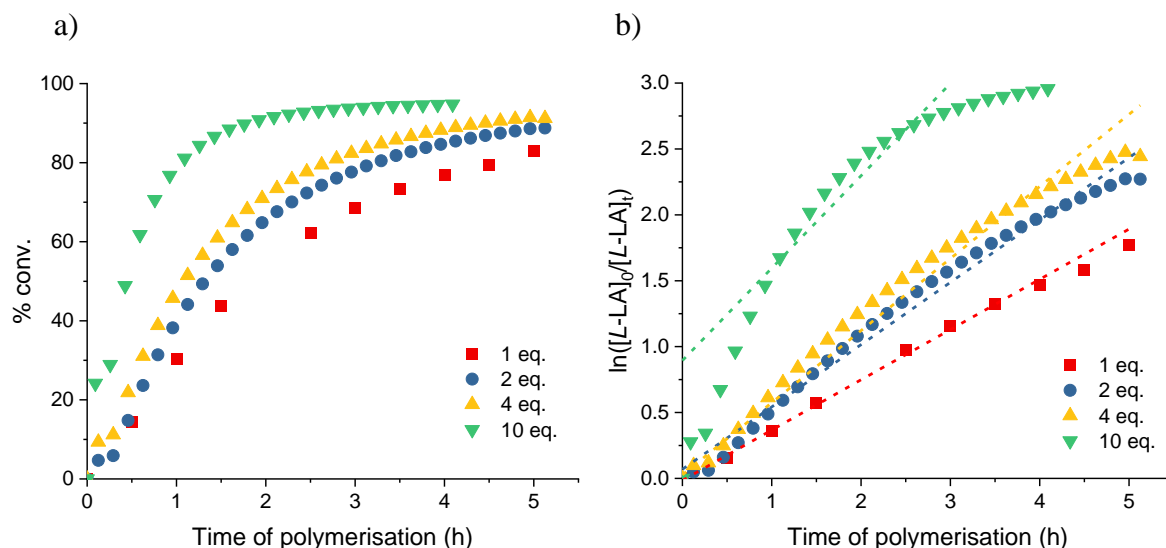 a)
% conv.
100
80
60
40
20
0
0
1
2
3
4
5
Time of polymerisation (h)
1 eq.
2 eq.
4 eq.
10 eq.
b)
ln([L-LA]0/[L-LA]t)
3.0
2.5
2.0
1.5
1.0
0.5
0.0
0
1
2
3
4
5
Time of polymerisation (h)
1 eq.
2 eq.
4 eq.
10 eq.